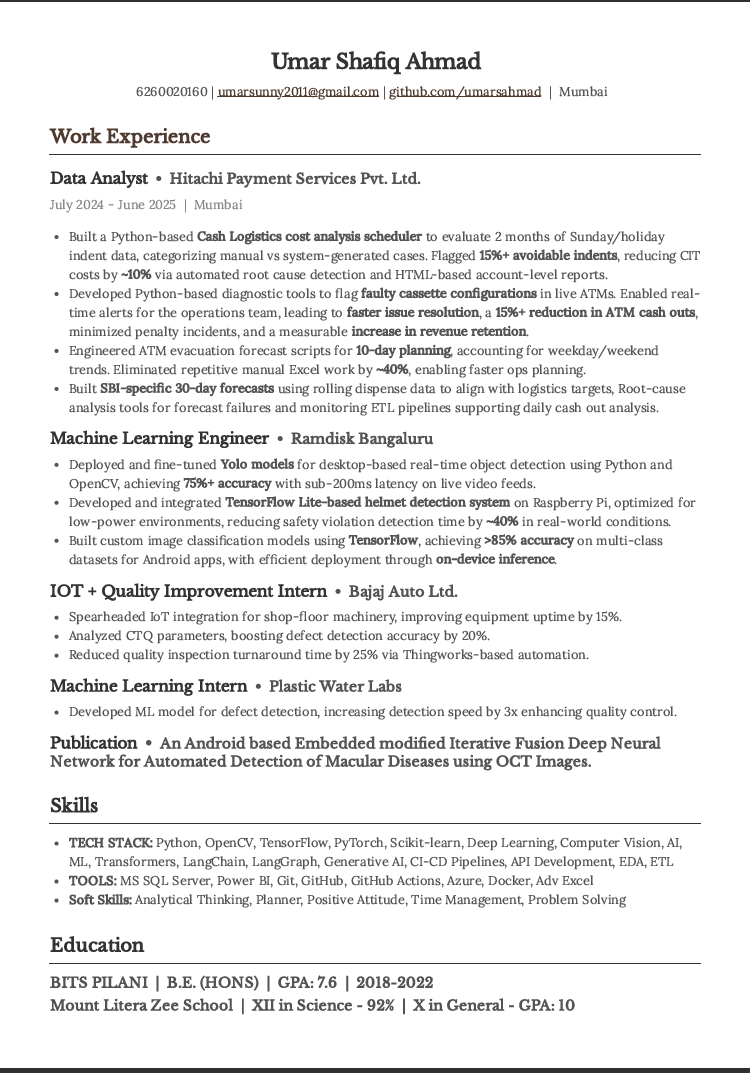 Umar Shafiq Ahmad
6260020160 | umarsunny2011@gmail.com | github.com/umarsahmad | Mumbai
Work Experience
Data Analyst • Hitachi Payment Services Pvt. Ltd.
July 2024 - June 2025 | Mumbai
• Built a Python-based Cash Logistics cost analysis scheduler to evaluate 2 months of Sunday/holiday
indent data, categorizing manual vs system-generated cases. Flagged 15%+ avoidable indents, reducing CIT
costs by ~10% via automated root cause detection and HTML-based account-level reports.
• Developed Python-based diagnostic tools to flag faulty cassette configurations in live ATMs. Enabled real-
time alerts for the operations team, leading to faster issue resolution, a 15%+ reduction in ATM cash outs,
minimized penalty incidents, and a measurable increase in revenue retention.
• Engineered ATM evacuation forecast scripts for 10-day planning, accounting for weekday/weekend
trends. Eliminated repetitive manual Excel work by ~40%, enabling faster ops planning.
• Built SBI-specific 30-day forecasts using rolling dispense data to align with logistics targets, Root-cause
analysis tools for forecast failures and monitoring ETL pipelines supporting daily cash out analysis.
Machine Learning Engineer • Ramdisk Bangaluru
• Deployed and fine-tuned Yolo models for desktop-based real-time object detection using Python and
OpenCV, achieving 75%+ accuracy with sub-200ms latency on live video feeds.
• Developed and integrated TensorFlow Lite-based helmet detection system on Raspberry Pi, optimized for
low-power environments, reducing safety violation detection time by ~40% in real-world conditions.
• Built custom image classification models using TensorFlow, achieving >85% accuracy on multi-class
datasets for Android apps, with efficient deployment through on-device inference.
IOT + Quality Improvement Intern • Bajaj Auto Ltd.
• Spearheaded IoT integration for shop-floor machinery, improving equipment uptime by 15%.
• Analyzed CTQ parameters, boosting defect detection accuracy by 20%.
• Reduced quality inspection turnaround time by 25% via Thingworks-based automation.
Machine Learning Intern • Plastic Water Labs
• Developed ML model for defect detection, increasing detection speed by 3x enhancing quality control.
Publication • An Android based Embedded modified Iterative Fusion Deep Neural
Network for Automated Detection of Macular Diseases using OCT Images.
Skills
• TECH STACK: Python, OpenCV, TensorFlow, PyTorch, Scikit-learn, Deep Learning, Computer Vision, AI,
ML, Transformers, LangChain, LangGraph, Generative AI, CI-CD Pipelines, API Development, EDA, ETL
• TOOLS: MS SQL Server, Power BI, Git, GitHub, GitHub Actions, Azure, Docker, Adv Excel
• Soft Skills: Analytical Thinking, Planner, Positive Attitude, Time Management, Problem Solving
Education
BITS PILANI | B.E. (HONS) | GPA: 7.6 | 2018-2022
Mount Litera Zee School | XII in Science - 92% | X in General - GPA: 10